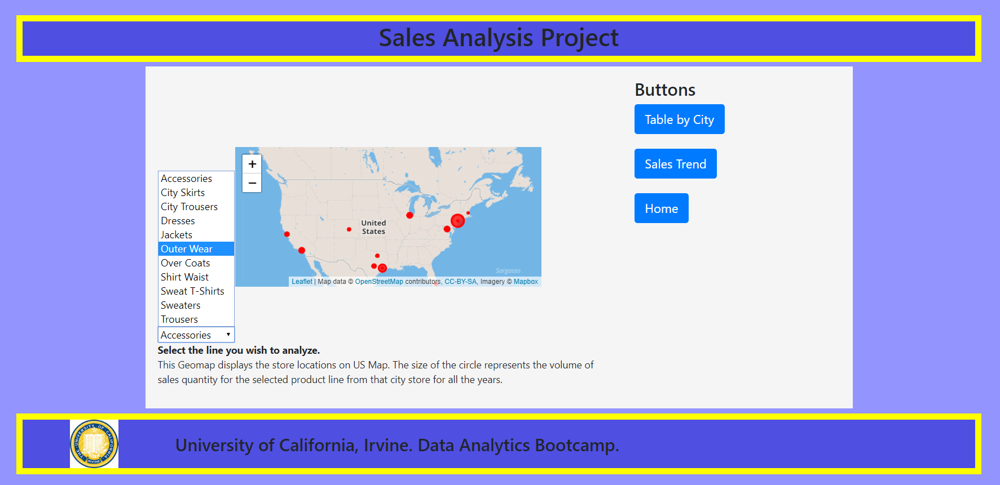 Sales Analysis Project
Buttons
Table by City
Sales Trend
Home
+
−
United
States
Sargasso
Leaflet | Map data © OpenStreetMap contributors, CC-BY-SA, Imagery © Mapbox
Accessories
City Skirts
City Trousers
Dresses
Jackets
Outer Wear
Over Coats
Shirt Waist
Sweat T-Shirts
Sweaters
Trousers
Accessories
Select the line you wish to analyze.
This Geomap displays the store locations on US Map. The size of the circle represents the volume of
sales quantity for the selected product line from that city store for all the years.
THE · UNIVERSITY · OF · CALIFORNIA
IRVINE
University of California, Irvine. Data Analytics Bootcamp.